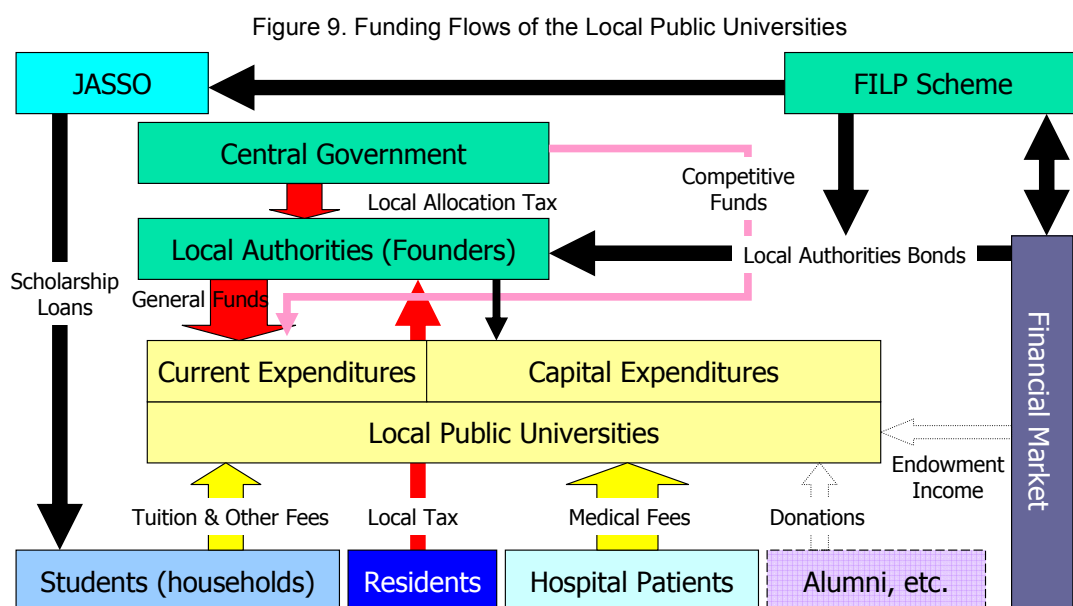 Figure 9. Funding Flows of the Local Public Universities
JASSO
FILP Scheme
Central Government
Competitive
Funds
Local Allocation Tax
Local Authorities (Founders)
Local Authorities Bonds
Scholarship
Loans
General Funds
Financial Market
Current Expenditures
Capital Expenditures
Local Public Universities
Endowment
Income
Tuition & Other Fees
Local Tax
Medical Fees
Donations
Students (households)
Residents
Hospital Patients
Alumni, etc.